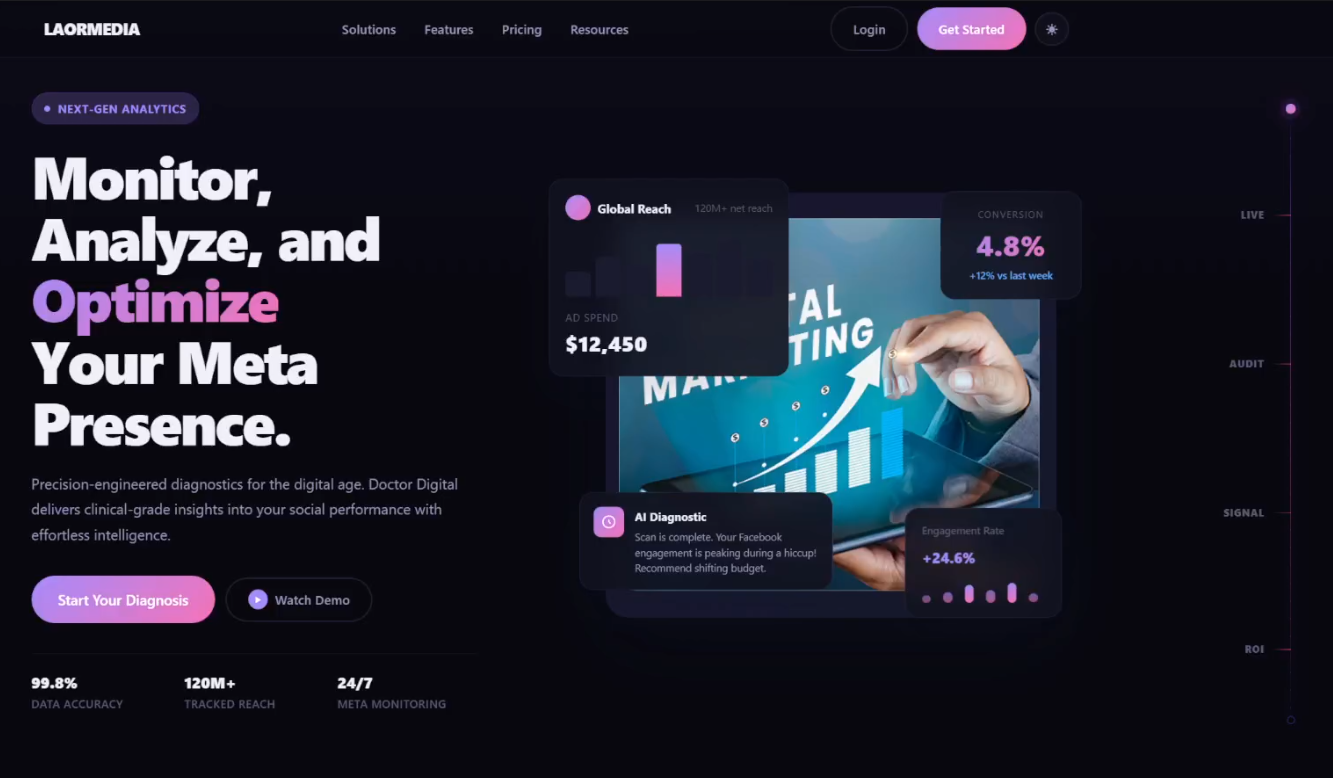 LAORMEDIA
Solutions
Features
Pricing
Resources
Login
Get Started
NEXT-GEN ANALYTICS
Monitor,
Analyze, and
Optimize
Your Meta
Presence.
Precision-engineered diagnostics for the digital age. Doctor Digital
delivers clinical-grade insights into your social performance with
effortless intelligence.
Start Your Diagnosis
Watch Demo
99.8%
DATA ACCURACY
120M+
TRACKED REACH
24/7
META MONITORING
Global Reach
120M+ net reach
AD SPEND
$12,450
CONVERSION
4.8%
+12% vs last week
AI Diagnostic
Scan is complete. Your Facebook
engagement is peaking during a hiccup!
Recommend shifting budget.
Engagement Rate
+24.6%
LIVE
AUDIT
SIGNAL
ROI